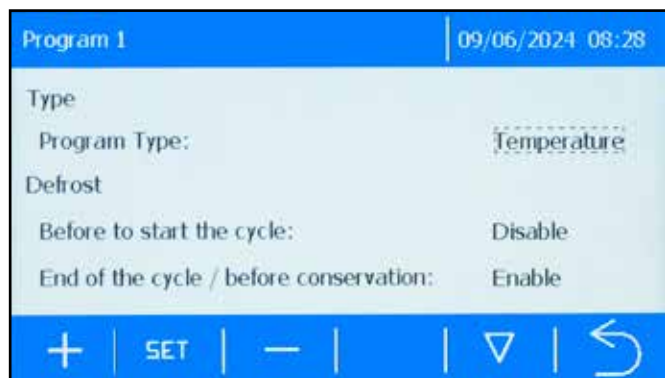 Program 1
09/06/2024 08:28
Type
Program Type: Temperature
Defrost
Before to start the cycle: Disable
End of the cycle / before conservation: Enable
+ SET −